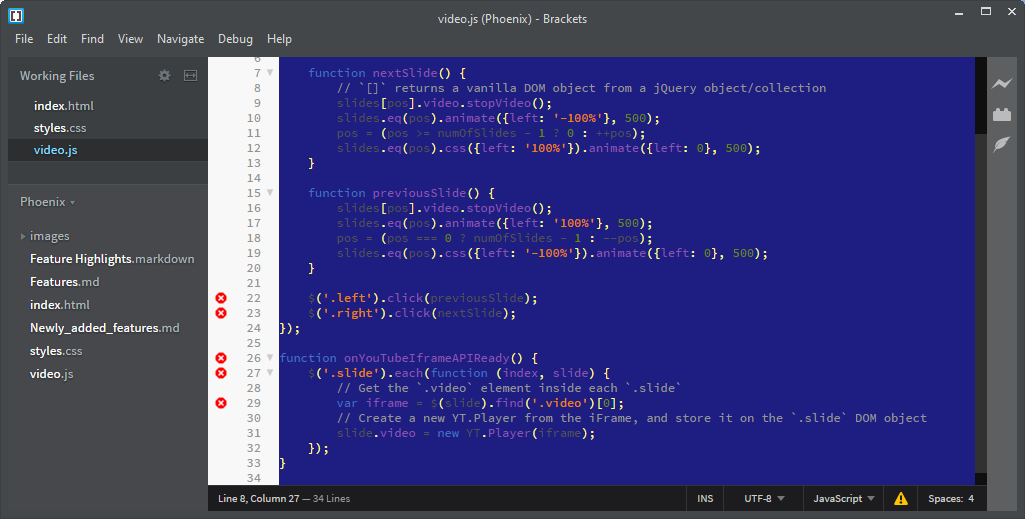 video.js (Phoenix) - Brackets
File Edit Find View Navigate Debug Help
Working Files
index.html
styles.css
video.js
Phoenix
images
Feature Highlights.markdown
Features.md
index.html
Newly_added_features.md
styles.css
video.js
6
7 function nextSlide() {
8 // `[]` returns a vanilla DOM object from a jQuery object/collection
9 slides[pos].video.stopVideo();
10 slides.eq(pos).animate({left: '-100%'}, 500);
11 pos = (pos >= numOfSlides - 1 ? 0 : ++pos);
12 slides.eq(pos).css({left: '100%'}).animate({left: 0}, 500);
13 }
14
15 function previousSlide() {
16 slides[pos].video.stopVideo();
17 slides.eq(pos).animate({left: '100%'}, 500);
18 pos = (pos === 0 ? numOfSlides - 1 : --pos);
19 slides.eq(pos).css({left: '-100%'}).animate({left: 0}, 500);
20 }
21
22 $('.left').click(previousSlide);
23 $('.right').click(nextSlide);
24 });
25
26 function onYouTubeIframeAPIReady() {
27 $('.slide').each(function (index, slide) {
28 // Get the `.video` element inside each `.slide`
29 var iframe = $(slide).find('.video')[0];
30 // Create a new YT.Player from the iFrame, and store it on the `.slide` DOM object
31 slide.video = new YT.Player(iframe);
32 });
33 }
34
Line 8, Column 27 — 34 Lines INS UTF-8 JavaScript Spaces: 4